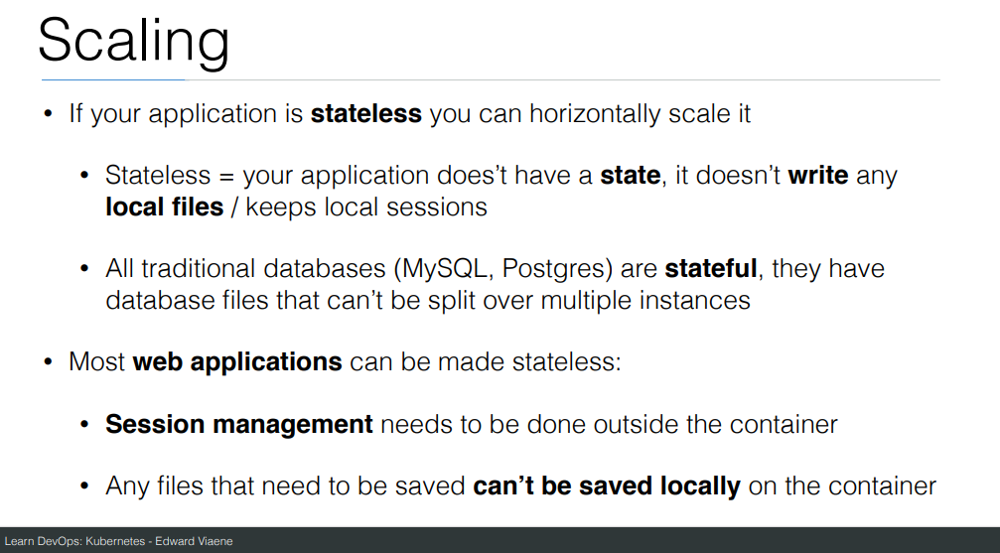 Scaling
• If your application is stateless you can horizontally scale it
• Stateless = your application does't have a state, it doesn't write any
local files / keeps local sessions
• All traditional databases (MySQL, Postgres) are stateful, they have
database files that can't be split over multiple instances
• Most web applications can be made stateless:
• Session management needs to be done outside the container
• Any files that need to be saved can't be saved locally on the container
Learn DevOps: Kubernetes - Edward Viaene